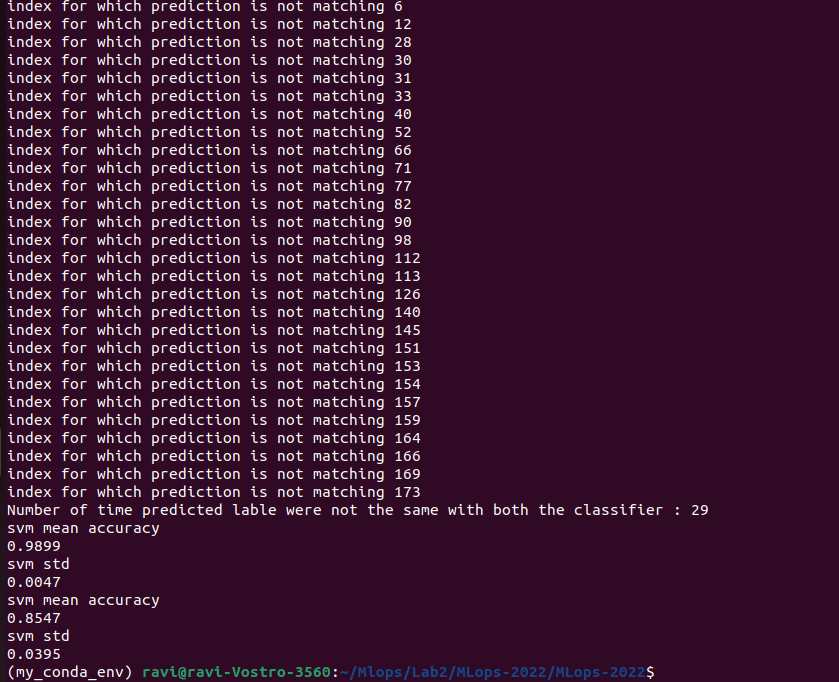 index for which prediction is not matching 6
index for which prediction is not matching 12
index for which prediction is not matching 28
index for which prediction is not matching 30
index for which prediction is not matching 31
index for which prediction is not matching 33
index for which prediction is not matching 40
index for which prediction is not matching 52
index for which prediction is not matching 66
index for which prediction is not matching 71
index for which prediction is not matching 77
index for which prediction is not matching 82
index for which prediction is not matching 90
index for which prediction is not matching 98
index for which prediction is not matching 112
index for which prediction is not matching 113
index for which prediction is not matching 126
index for which prediction is not matching 140
index for which prediction is not matching 145
index for which prediction is not matching 151
index for which prediction is not matching 153
index for which prediction is not matching 154
index for which prediction is not matching 157
index for which prediction is not matching 159
index for which prediction is not matching 164
index for which prediction is not matching 166
index for which prediction is not matching 169
index for which prediction is not matching 173
Number of time predicted lable were not the same with both the classifier : 29
svm mean accuracy
0.9899
svm std
0.0047
svm mean accuracy
0.8547
svm std
0.0395
(my_conda_env) ravi@ravi-Vostro-3560:~/Mlops/Lab2/MLops-2022/MLops-2022$